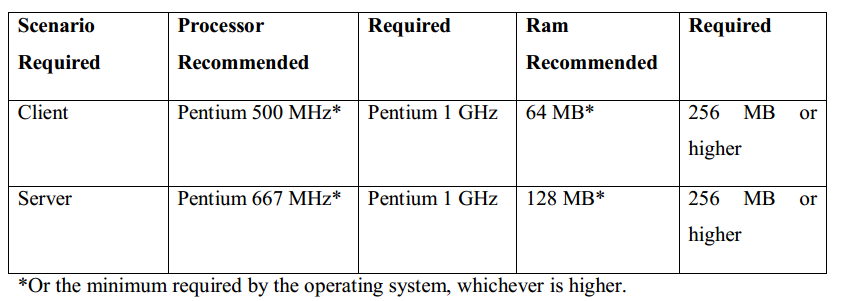 Scenario Required Processor Recommended Required Ram Recommended Required
Client Pentium 500 MHz* Pentium 1 GHz 64 MB* 256 MB or higher
Server Pentium 667 MHz* Pentium 1 GHz 128 MB* 256 MB or higher
*Or the minimum required by the operating system, whichever is higher.